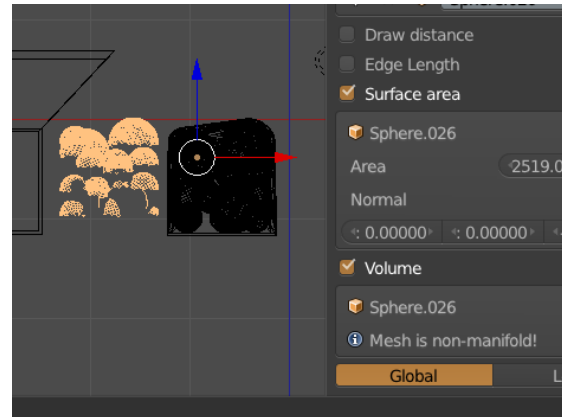 Draw distance
Edge Length
Surface area
Sphere.026
Area 2519.0
Normal
: 0.00000 : 0.00000
Volume
Sphere.026
Mesh is non-manifold!
Global L